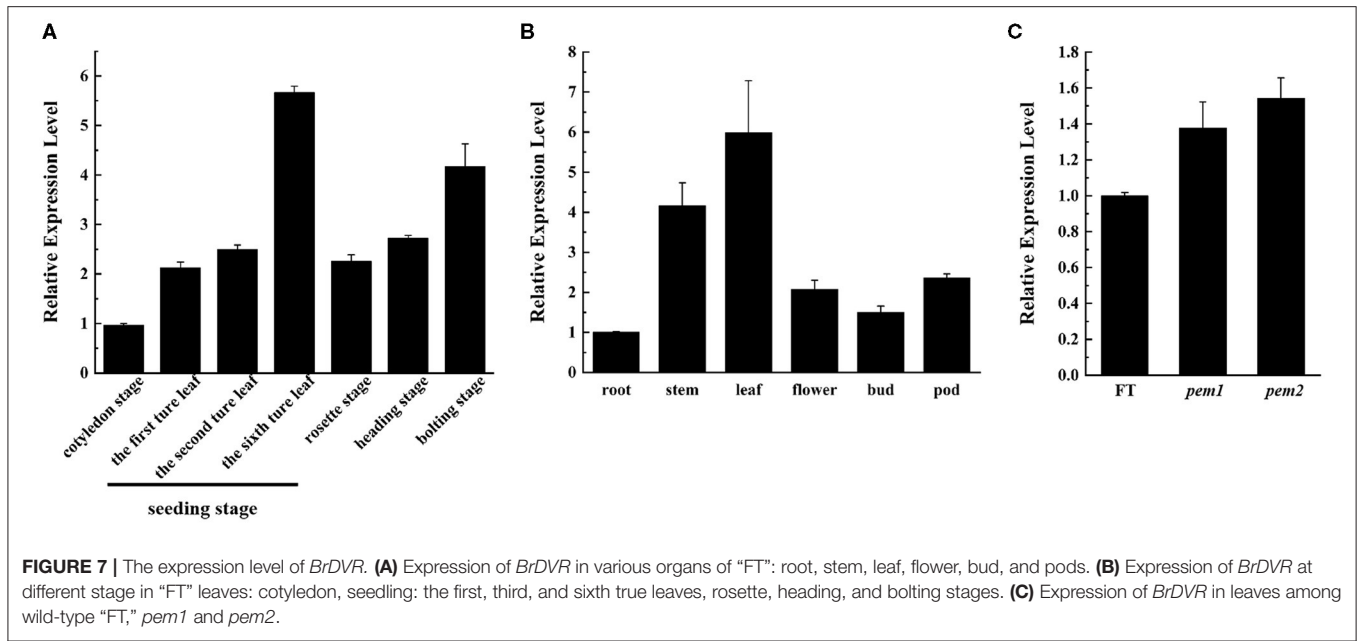 A
Relative Expression Level
6
5
4
3
2
1
0
cotyledon stage
the first ture leaf
the second ture leaf
the sixth ture leaf
rosette stage
heading stage
bolting stage
seeding stage
B
Relative Expression Level
8
7
6
5
4
3
2
1
0
root stem leaf flower bud pod
C
Relative Expression Level
1.8
1.6
1.4
1.2
1.0
0.8
0.6
0.4
0.2
0.0
FT pem1 pem2
FIGURE 7 | The expression level of BrDVR. (A) Expression of BrDVR in various organs of “FT”: root, stem, leaf, flower, bud, and pods. (B) Expression of BrDVR at
different stage in “FT” leaves: cotyledon, seedling: the first, third, and sixth true leaves, rosette, heading, and bolting stages. (C) Expression of BrDVR in leaves among
wild-type “FT,” pem1 and pem2.